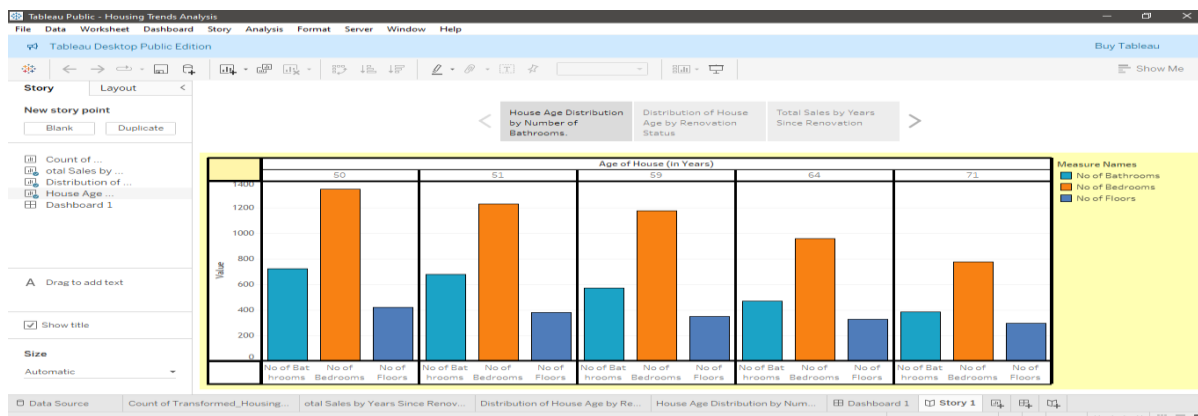 Tableau Public - Housing Trends Analysis
File Data Worksheet Dashboard Story Analysis Format Server Window Help
Tableau Desktop Public Edition
Buy Tableau
Show Me
Story Layout
New story point
Blank Duplicate
Count of ...
otal Sales by ...
Distribution of ...
House Age ...
Dashboard 1
A Drag to add text
Show title
Size
Automatic
House Age Distribution
by Number of
Bathrooms.
Distribution of House
Age by Renovation
Status
Total Sales by Years
Since Renovation
Age of House (in Years)
50 51 59 64 71
Value
1400
1200
1000
800
600
400
200
0
No of Bat No of No of No of Bat No of No of No of Bat No of No of No of Bat No of No of No of Bat No of No of
hrooms Bedrooms Floors hrooms Bedrooms Floors hrooms Bedrooms Floors hrooms Bedrooms Floors hrooms Bedrooms Floors
Measure Names
No of Bathrooms
No of Bedrooms
No of Floors
Data Source Count of Transformed_Housing... otal Sales by Years Since Renov... Distribution of House Age by Re... House Age Distribution by Num... Dashboard 1 Story 1